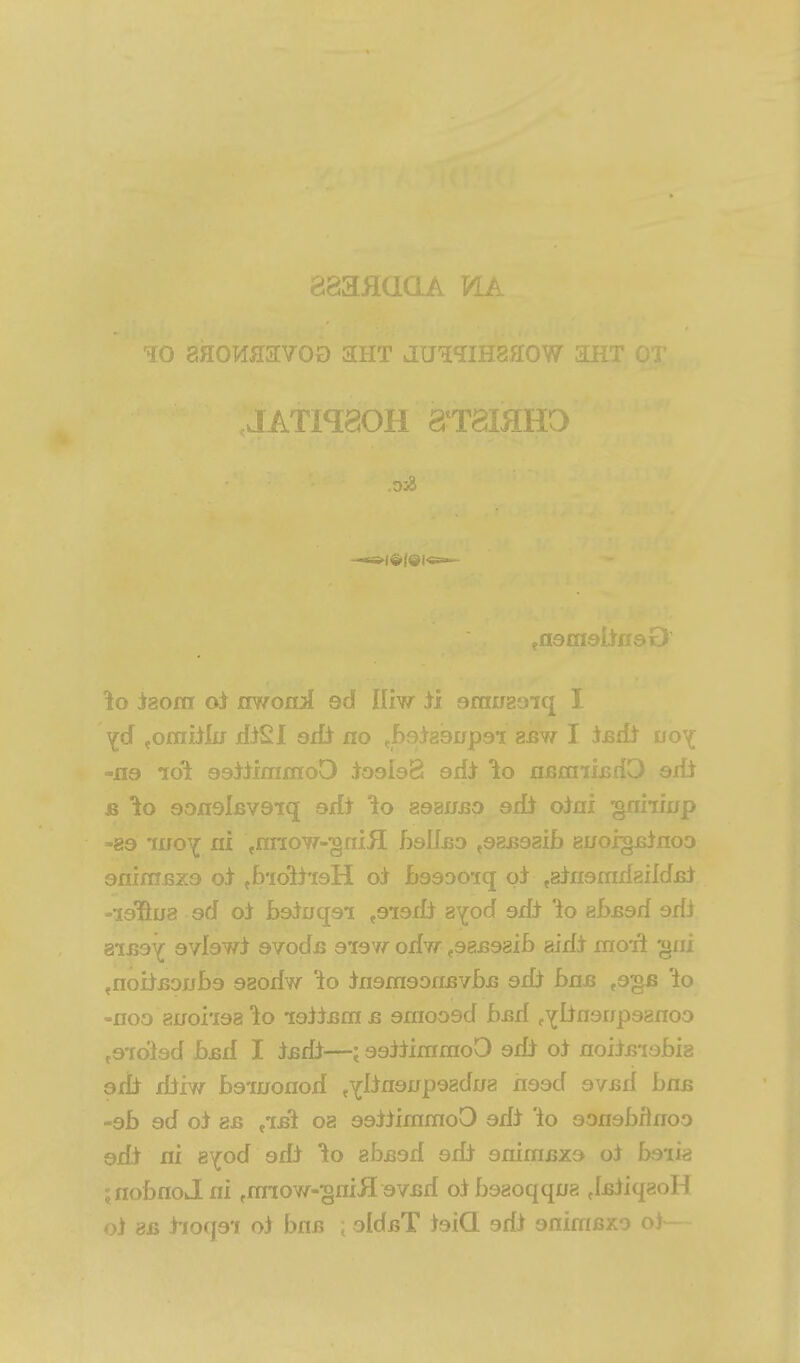 AN ADDRESS
TO THE WORSHIPFUL THE GOVERNORS OF
CHRIST'S HOSPITAL,
&c.
Gentlemen,
I presume it will be known to most of
you that I was requested, on the 12th ultimo, by
the Chairman of the Select Committee for en-
quiring into the causes of the prevalence of a
contagious disease, called Ring-worm, in your es-
tablishments, to proceed to Hertford, to examine
the heads of the boys there, reputed to be suffer-
ing from this disease, who were above twelve years
of age, and the advancement of whose education,
consequently, had become a matter of serious con-
sideration to the Committee;—that I had before,
and have been subsequently, honoured with the
confidence of the Committee so far, as to be de-
sired to examine the heads of the boys in the
Hospital, supposed to have Ring-worm, in London;
—to examine the Diet Table; and to report as to